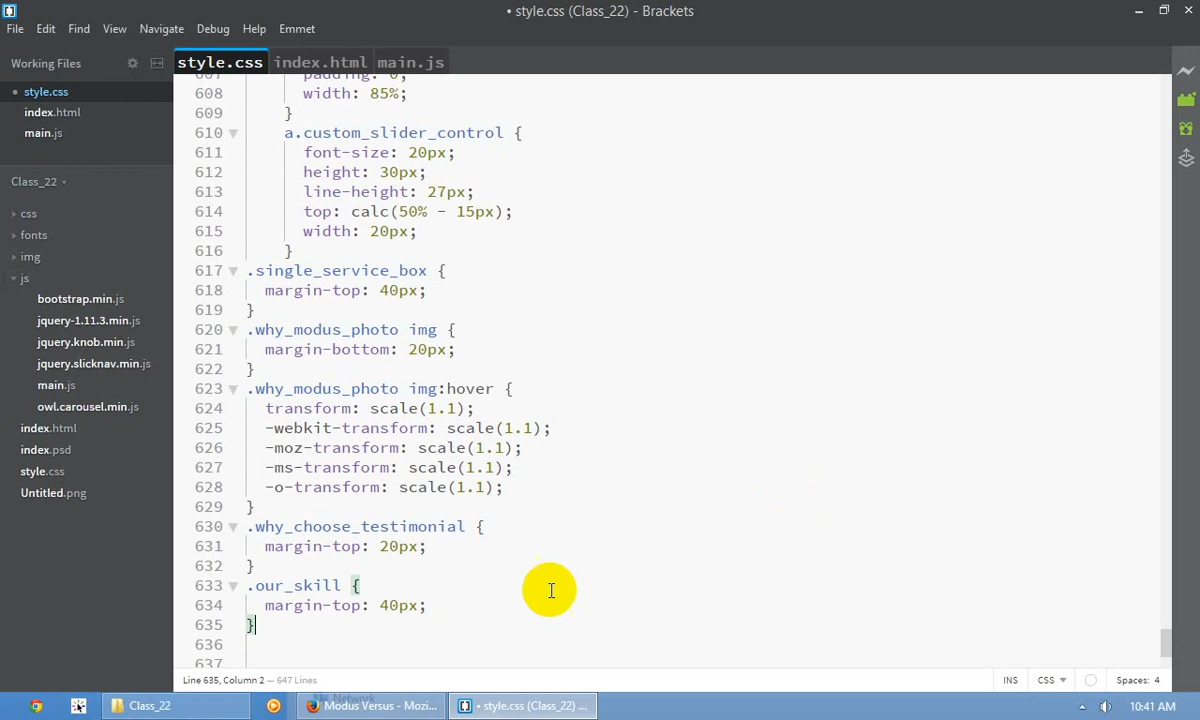 • style.css (Class_22) - Brackets
File Edit Find View Navigate Debug Help Emmet
Working Files
style.css index.html main.js
• style.css
index.html
main.js
Class_22
css
fonts
img
js
bootstrap.min.js
jquery-1.11.3.min.js
jquery.knob.min.js
jquery.slicknav.min.js
main.js
owl.carousel.min.js
index.html
index.psd
style.css
Untitled.png
607 padding: 0;
608 width: 85%;
609 }
610 a.custom_slider_control {
611 font-size: 20px;
612 height: 30px;
613 line-height: 27px;
614 top: calc(50% - 15px);
615 width: 20px;
616 }
617 .single_service_box {
618 margin-top: 40px;
619 }
620 .why_modus_photo img {
621 margin-bottom: 20px;
622 }
623 .why_modus_photo img:hover {
624 transform: scale(1.1);
625 -webkit-transform: scale(1.1);
626 -moz-transform: scale(1.1);
627 -ms-transform: scale(1.1);
628 -o-transform: scale(1.1);
629 }
630 .why_choose_testimonial {
631 margin-top: 20px;
632 }
633 .our_skill {
634 margin-top: 40px;
635 }
636
637
Line 635, Column 2 — 647 Lines
INS CSS Spaces: 4
Network
Class_22 Modus Versus - Mozi... • style.css (Class_22) ... 10:41 AM